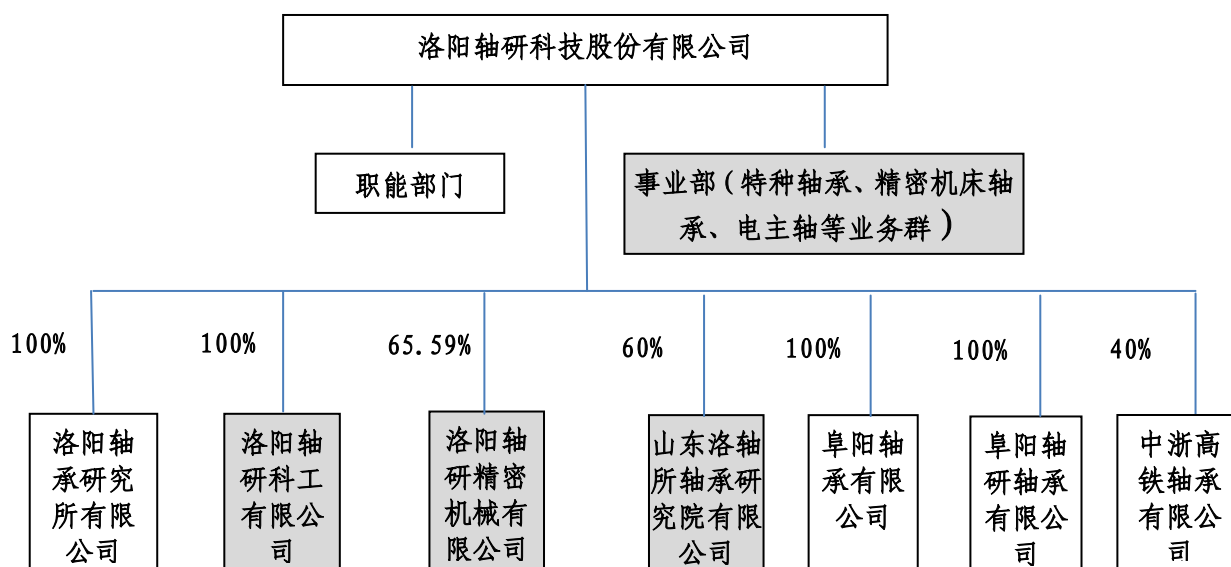 洛阳轴研科技股份有限公司
职能部门
事业部（特种轴承、精密机床轴
承、电主轴等业务群）
100%
100%
65.59%
60%
100%
100%
40%
洛阳轴
承研究
所有限
公司
洛阳轴
研科工
有限公
司
洛阳轴
研精密
机械有
限公司
山东洛轴
所轴承研
究院有限
公司
阜阳轴
承有限
公司
阜阳轴
研轴承
有限公
司
中浙高
铁轴承
有限公
司